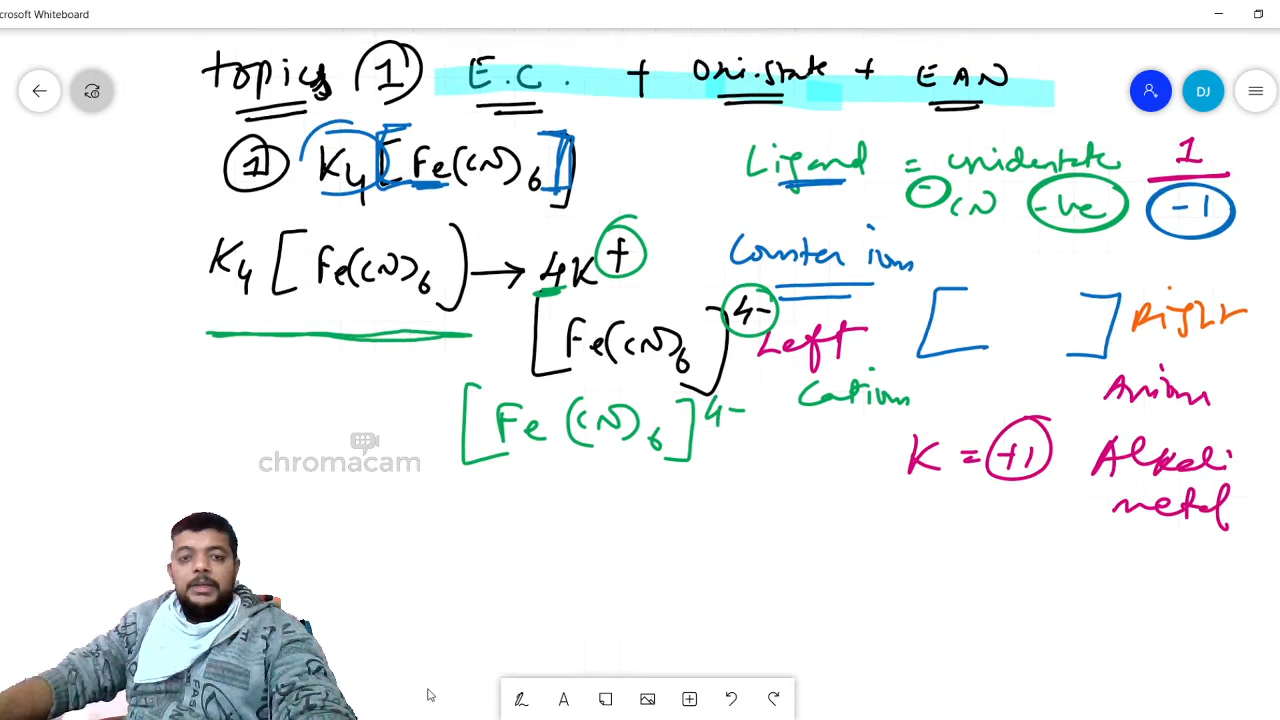 crosoft Whiteboard
topics ① E.C. + Oxi.State + EAN
① K4[Fe(CN)6]
Ligand = unidentate 1
-CN -ve -1
K4[Fe(CN)6] → 4K+
Counter ions
[Fe(CN)6]4-
Left [ ] Right
Cations Anions
[Fe(CN)6]4-
K = +1 Alkali
metal
chromacam
DJ